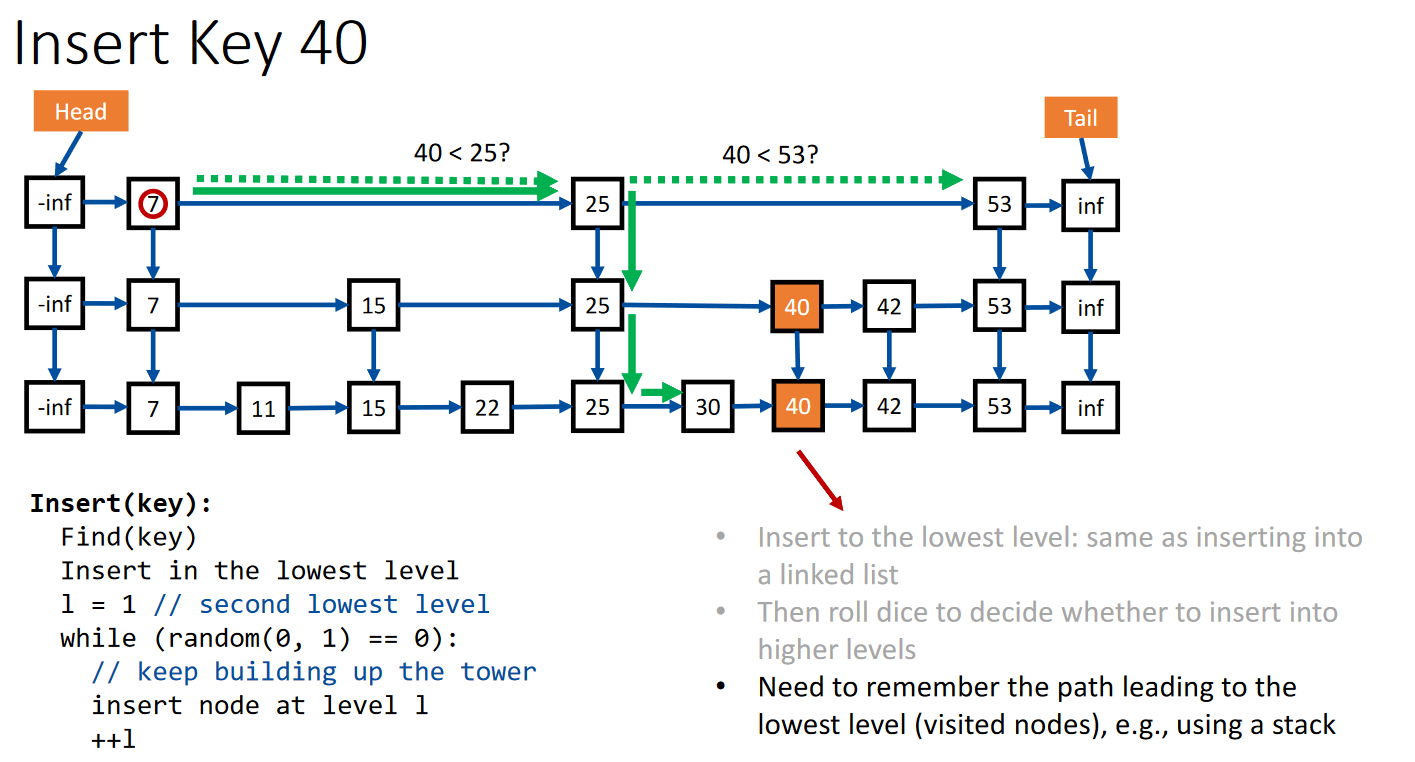 Insert Key 40
Head
Tail
40 < 25?
40 < 53?
-inf 7 25 53 inf
-inf 7 15 25 40 42 53 inf
-inf 7 11 15 22 25 30 40 42 53 inf
Insert(key):
Find(key)
Insert in the lowest level
l = 1 // second lowest level
while (random(0, 1) == 0):
// keep building up the tower
insert node at level l
++l
• Insert to the lowest level: same as inserting into
a linked list
• Then roll dice to decide whether to insert into
higher levels
• Need to remember the path leading to the
lowest level (visited nodes), e.g., using a stack